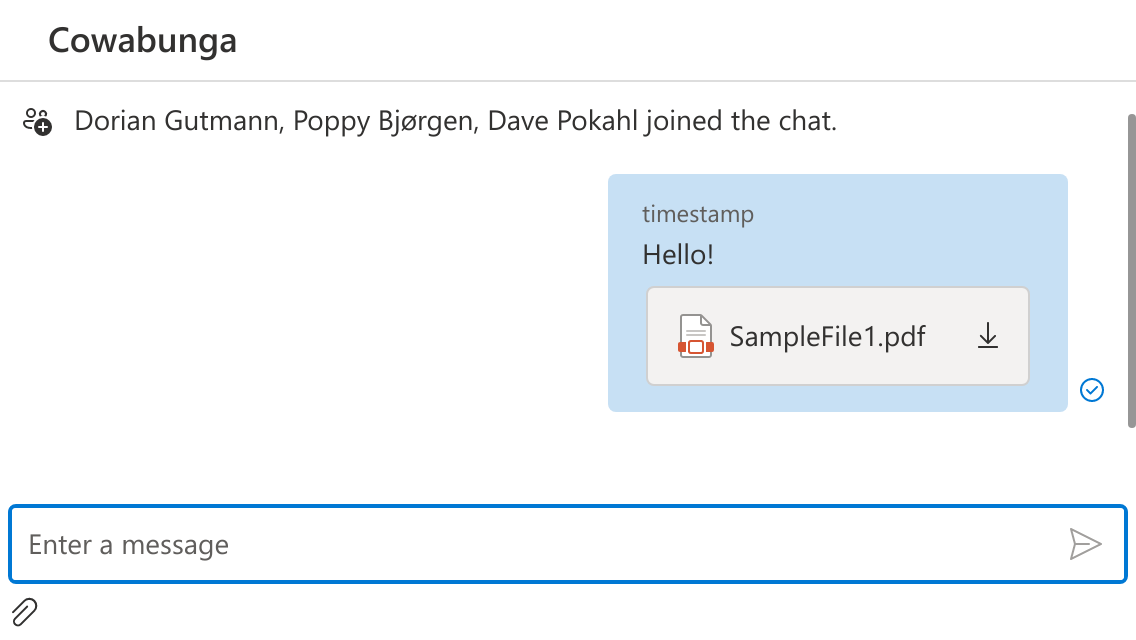 Cowabunga
Dorian Gutmann, Poppy Bjørgen, Dave Pokahl joined the chat.
timestamp
Hello!
SampleFile1.pdf
Enter a message